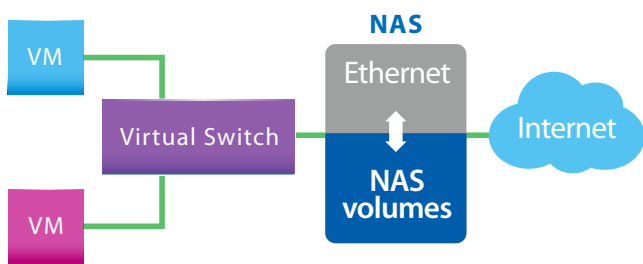 NAS
VM
Ethernet
Virtual Switch
Internet
NAS
volumes
VM